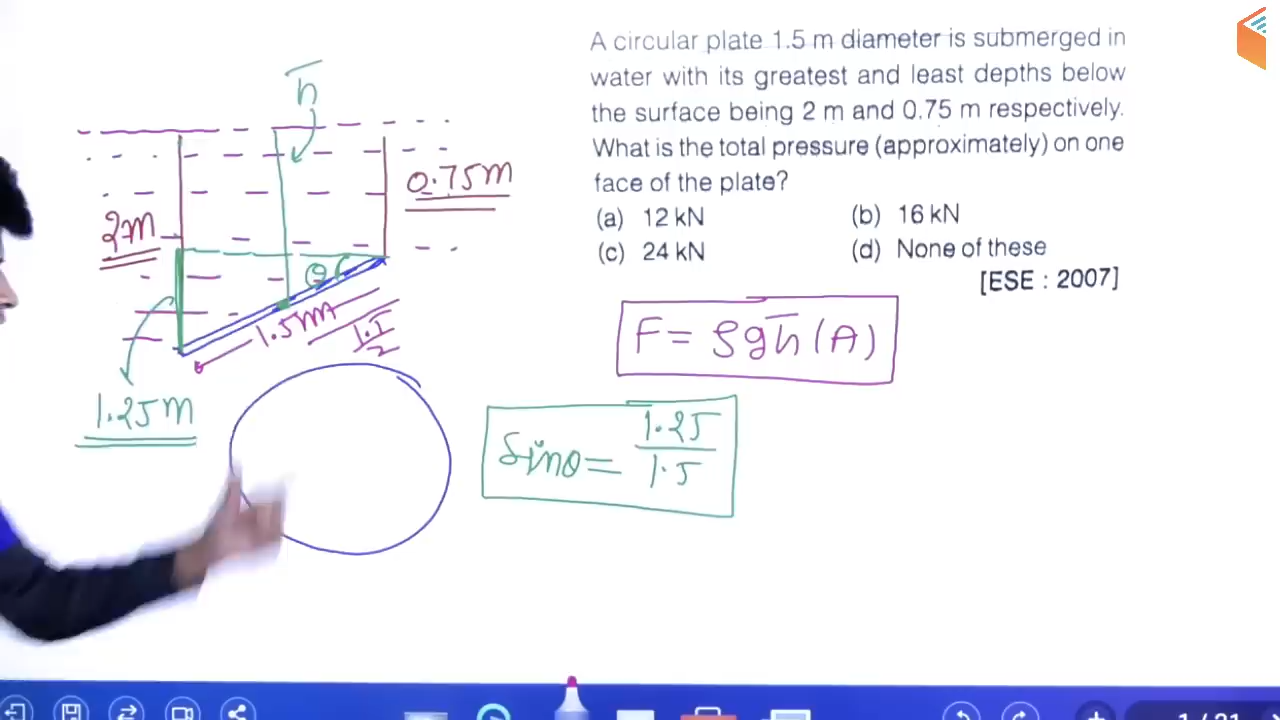 A circular plate 1.5 m diameter is submerged in
water with its greatest and least depths below
the surface being 2 m and 0.75 m respectively.
What is the total pressure (approximately) on one
face of the plate?
(a) 12 kN (b) 16 kN
(c) 24 kN (d) None of these
[ESE : 2007]
h̅
0.75m
2m
θ
1.5m
1.5/2
1.25m
F = ρgh̅(A)
Sinθ = 1.25/1.5